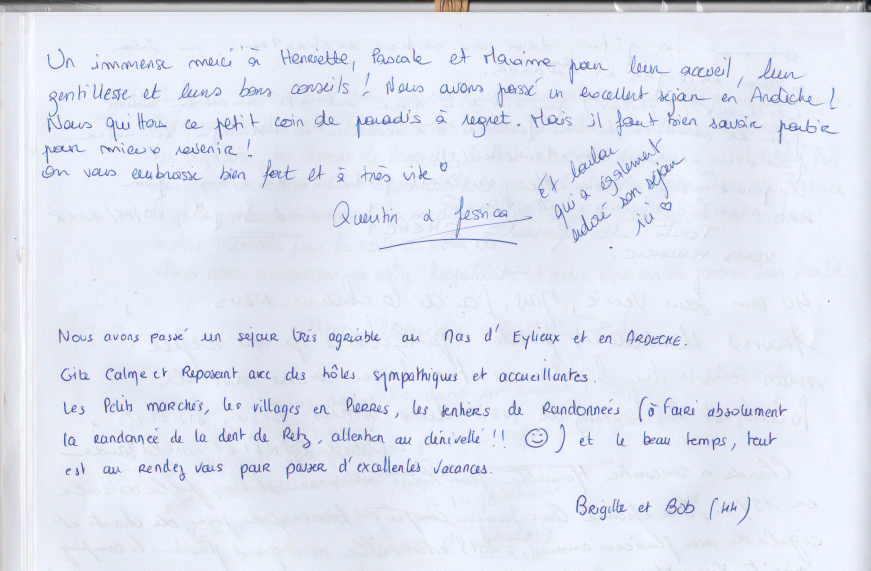 Un immense merci à Henriette, Pascale et Maxime pour leur accueil, leur
gentillesse et leurs bons conseils ! Nous avons passé un excellent séjour en Ardèche !
Nous quittons ce petit coin de paradis à regret. Mais il faut bien savoir partir
pour mieux revenir !
On vous embrasse bien fort et à très vite ♡
Quentin & Jessica
Et Loulou
qui a également
adoré son séjour
ici ♡
Nous avons passé un séjour très agréable au Mas d'Eylieux et en ARDECHE.
Gite Calme et Reposant avec des hôtes sympathiques et accueillantes.
Les Petits marchés, les villages en Pierres, les sentiers de Randonnées (à faire absolument
la randonnée de la dent de Retz, attention au dénivellé !! ☺) et le beau temps, tout
est au rendez vous pour passer d'excellentes vacances.
Brigitte et Bob (44)